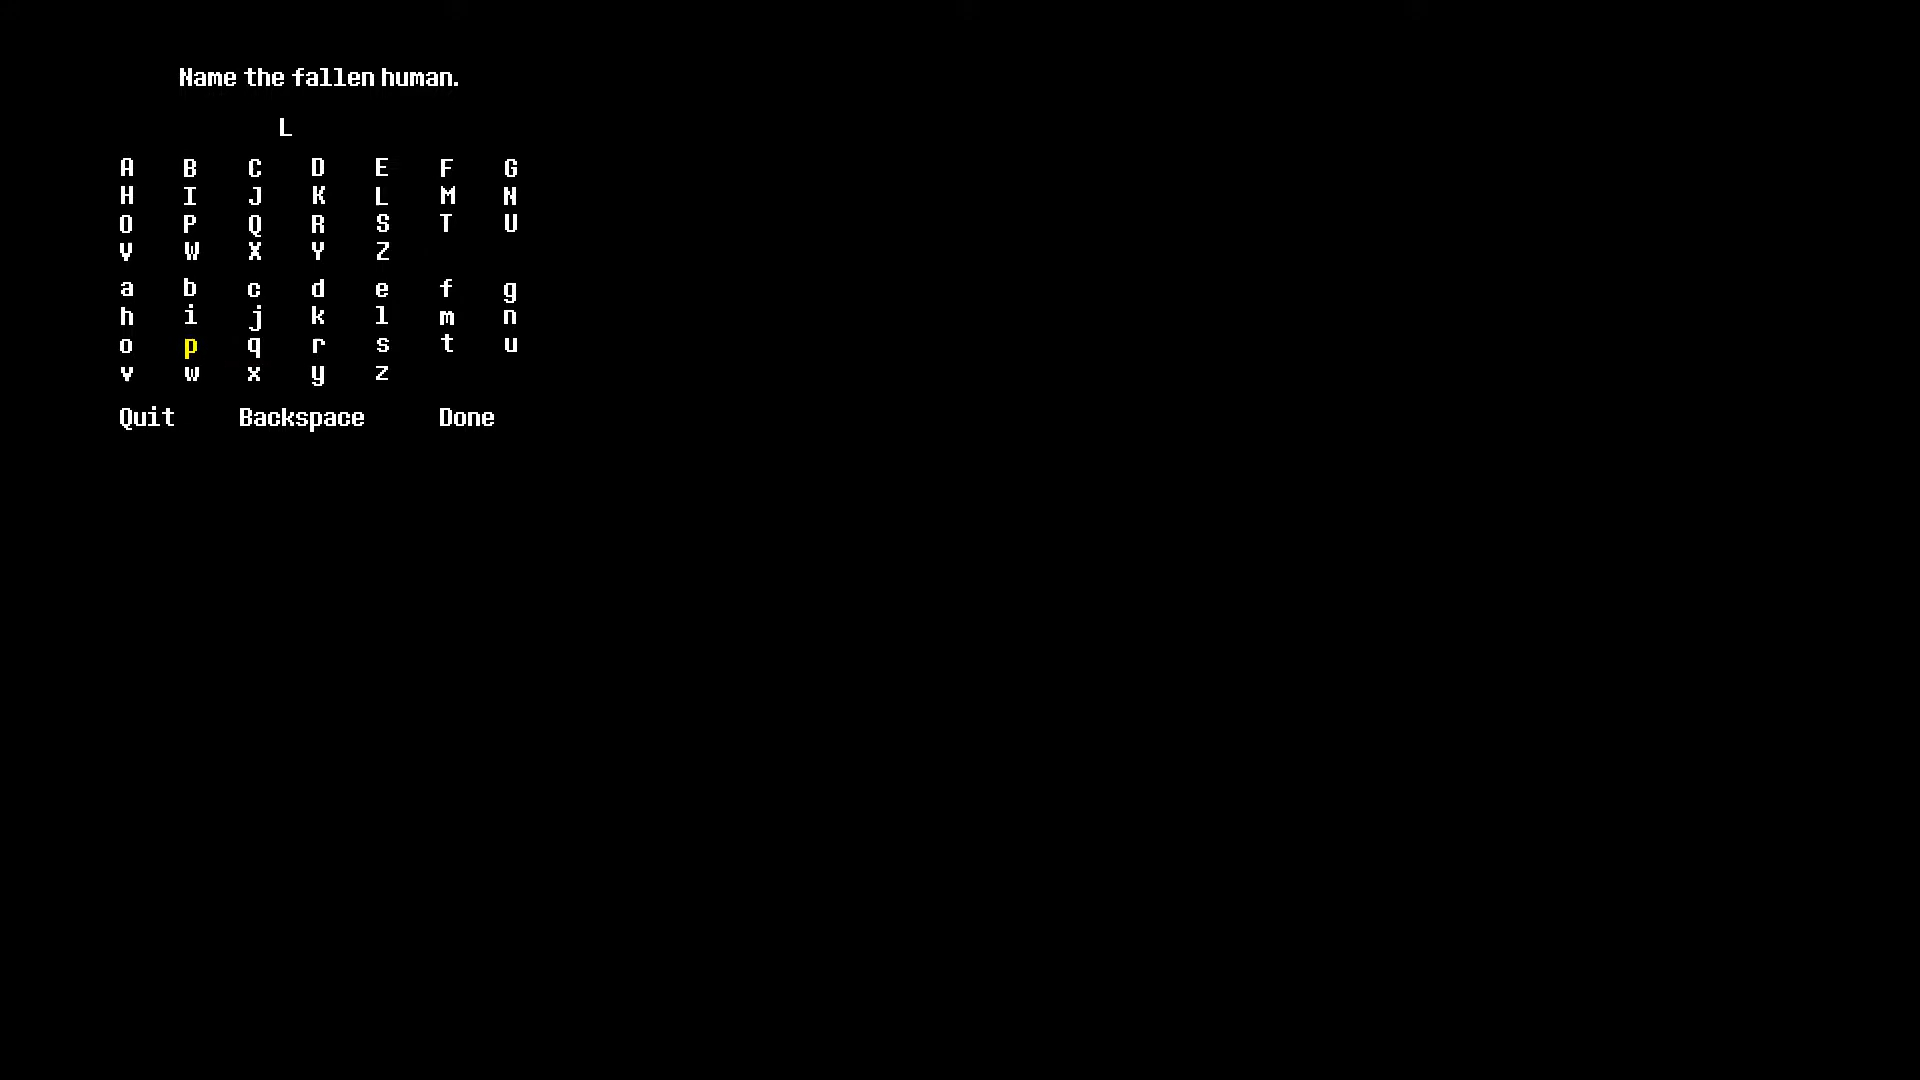 Name the fallen human.
L
A B C D E F G
H I J K L M N
O P Q R S T U
V W X Y Z
a b c d e f g
h i j k l m n
o p q r s t u
v w x y z
Quit Backspace Done